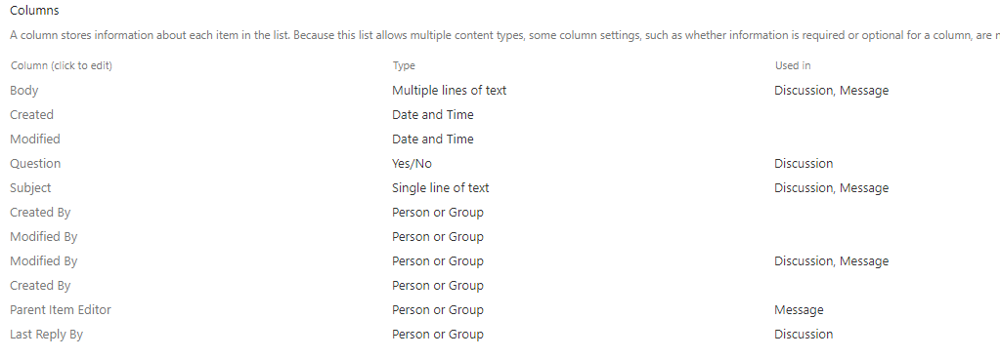 Columns
A column stores information about each item in the list. Because this list allows multiple content types, some column settings, such as whether information is required or optional for a column, are
Column (click to edit) Type Used in
Body Multiple lines of text Discussion, Message
Created Date and Time
Modified Date and Time
Question Yes/No Discussion
Subject Single line of text Discussion, Message
Created By Person or Group
Modified By Person or Group
Modified By Person or Group Discussion, Message
Created By Person or Group
Parent Item Editor Person or Group Message
Last Reply By Person or Group Discussion